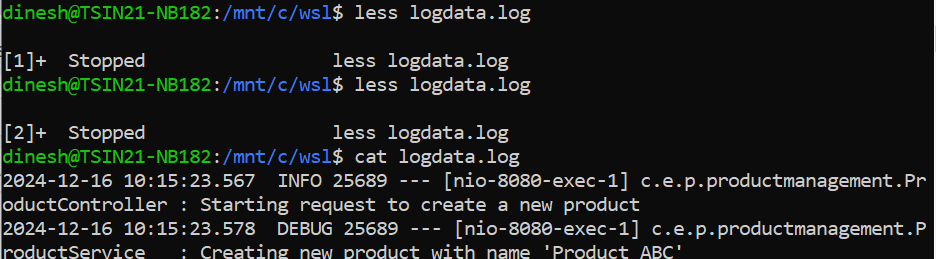 dinesh@TSIN21-NB182:/mnt/c/wsl$ less logdata.log
[1]+  Stopped                 less logdata.log
dinesh@TSIN21-NB182:/mnt/c/wsl$ less logdata.log
[2]+  Stopped                 less logdata.log
dinesh@TSIN21-NB182:/mnt/c/wsl$ cat logdata.log
2024-12-16 10:15:23.567  INFO 25689 --- [nio-8080-exec-1] c.e.p.productmanagement.Pr
oductController : Starting request to create a new product
2024-12-16 10:15:23.578  DEBUG 25689 --- [nio-8080-exec-1] c.e.p.productmanagement.P
roductService   : Creating new product with name 'Product ABC'